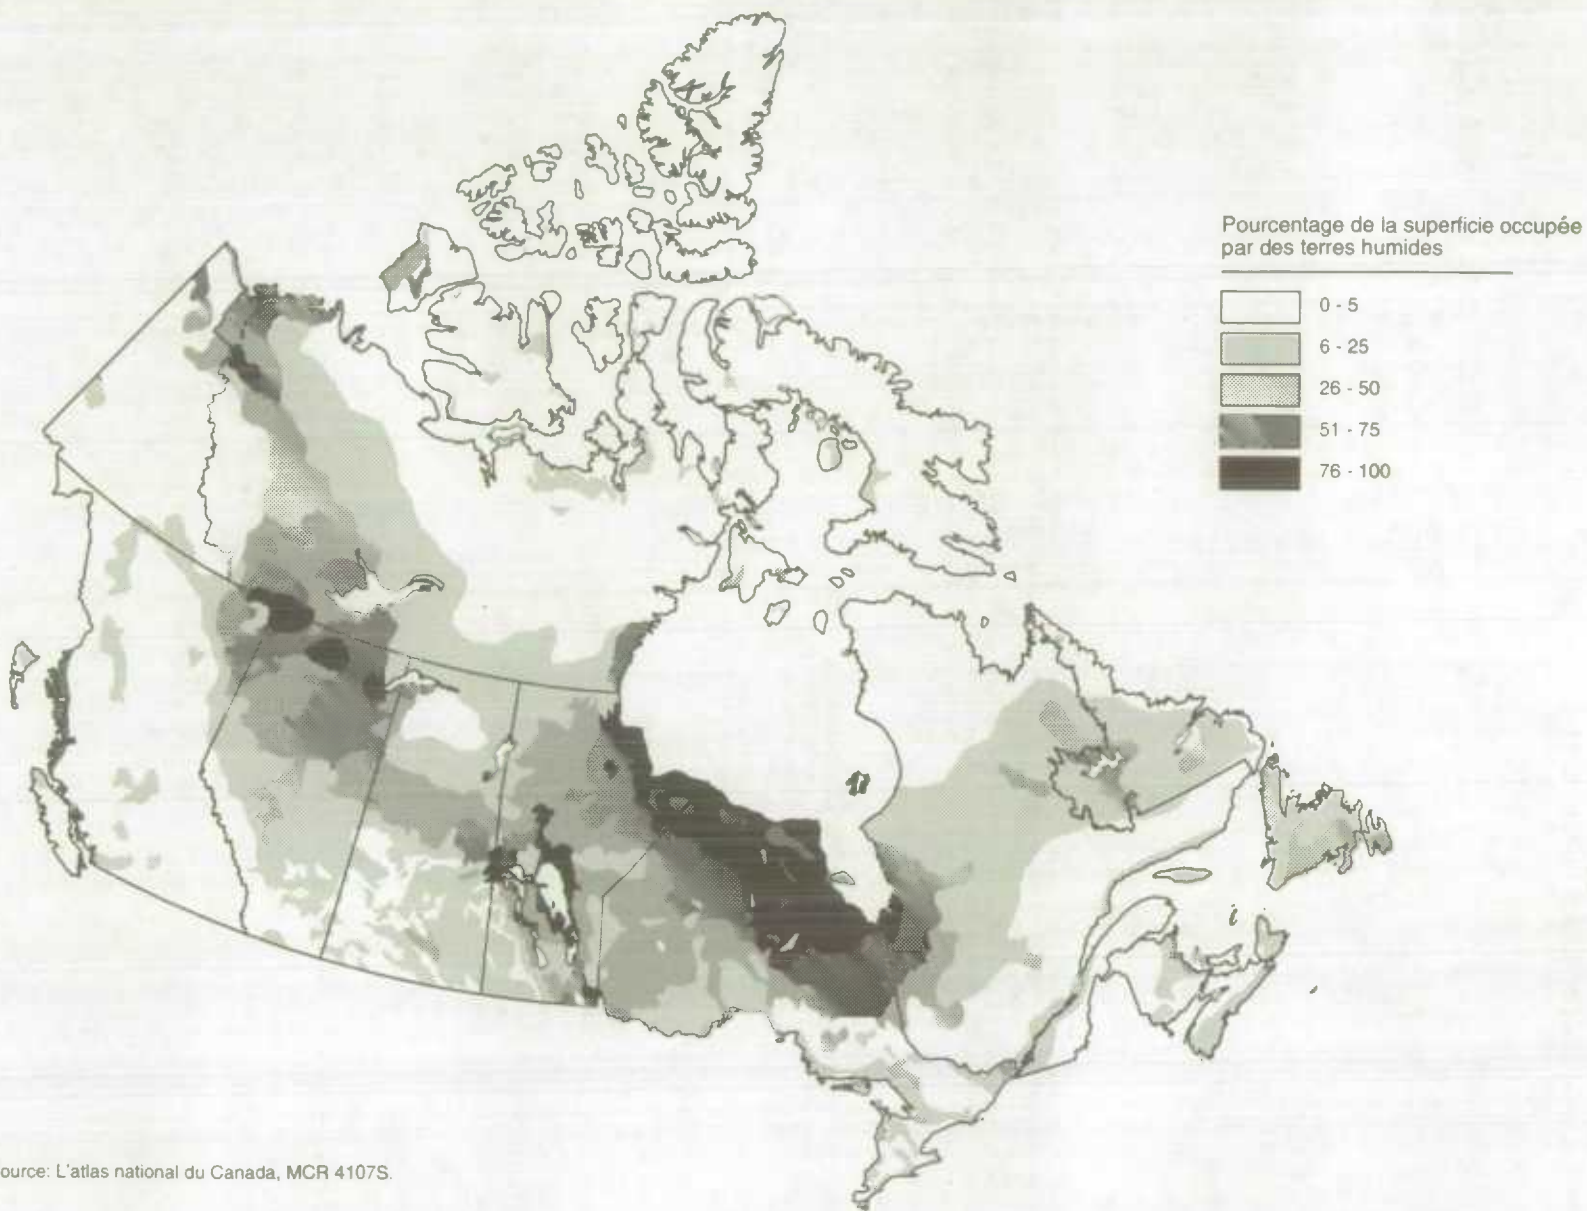 Pourcentage de la superficie occupée
par des terres humides
0 - 5
6 - 25
26 - 50
51 - 75
76 - 100
ource: L'atlas national du Canada, MCR 4107S.